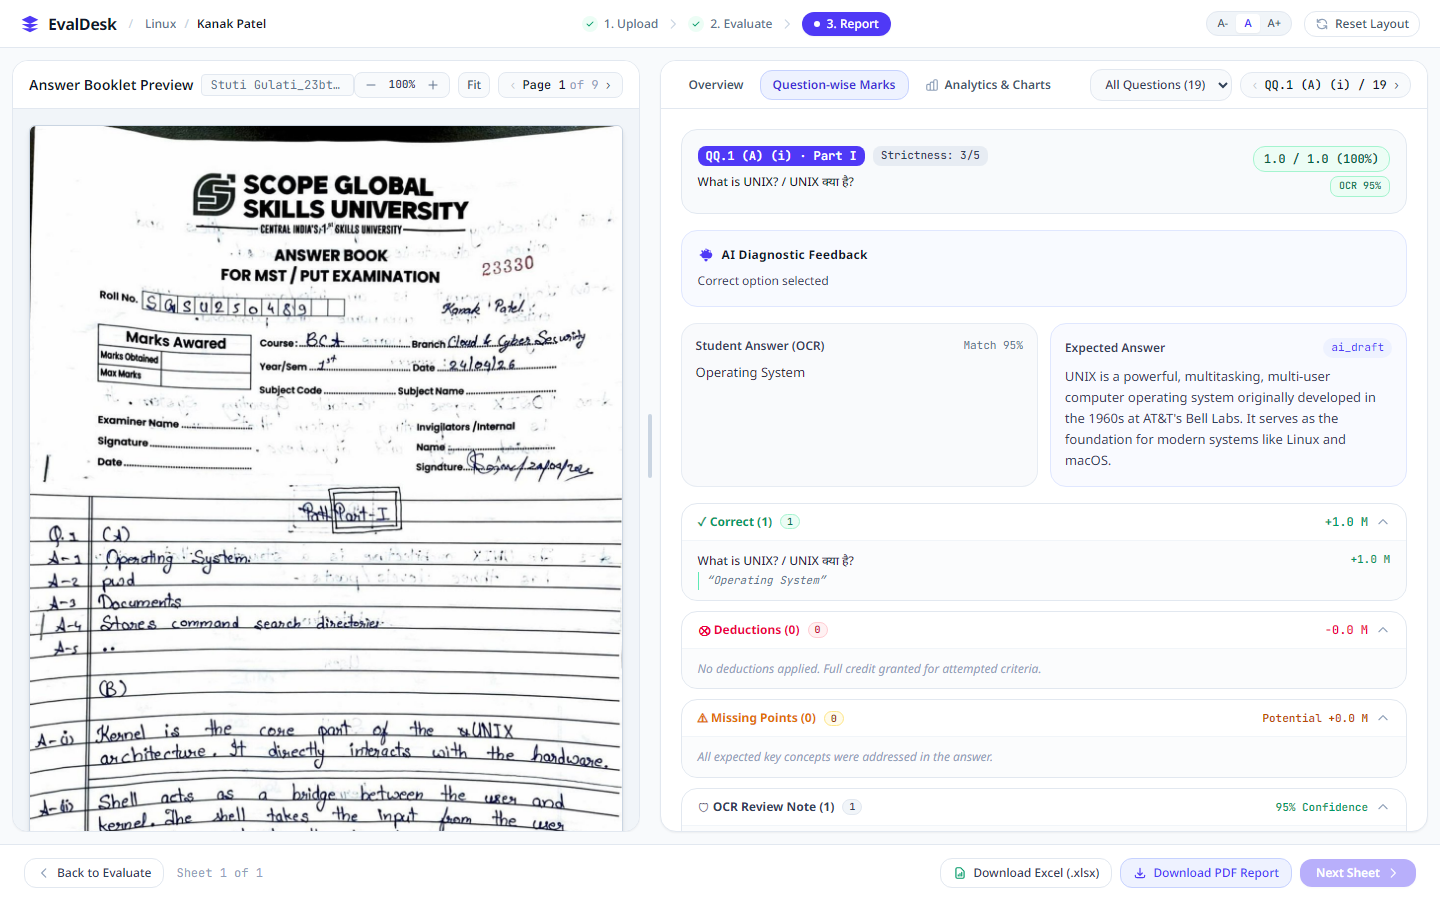 EvalDesk / Linux / Kanak Patel
1. Upload
2. Evaluate
3. Report
A- A A+
Reset Layout
Answer Booklet Preview
Stuti Gulati_23bt…
100%
Fit
Page 1 of 9
SCOPE GLOBAL
SKILLS UNIVERSITY
CENTRAL INDIA'S 1st SKILLS UNIVERSITY
ANSWER BOOK
FOR MST / PUT EXAMINATION
23330
Roll No. SGSU250489
Kanak Patel
Marks Awared
Marks Obtained
Max Marks
Course: BCA Branch Cloud & Cyber Security
Year/Sem 1st Date 24/04/26
Subject Code Subject Name
Examiner Name
Signature
Date
Invigilators /Internal
Name
Signature
Part-I
Q.1 (A)
A-1 Operating System.
A-2 pwd
A-3 Documents
A-4 Stores command search directories
A-5 ..
(B)
A-(i) Kernel is the core part of the UNIX
architecture. It directly interacts with the hardware.
A-(ii) Shell acts as a bridge between the user and
kernel. The shell takes the input from the user
Overview
Question-wise Marks
Analytics & Charts
All Questions (19)
QQ.1 (A) (i) / 19
QQ.1 (A) (i) · Part I
Strictness: 3/5
1.0 / 1.0 (100%)
What is UNIX? / UNIX क्या है?
OCR 95%
AI Diagnostic Feedback
Correct option selected
Student Answer (OCR)
Match 95%
Operating System
Expected Answer
ai_draft
UNIX is a powerful, multitasking, multi-user
computer operating system originally developed in
the 1960s at AT&T's Bell Labs. It serves as the
foundation for modern systems like Linux and
macOS.
✓ Correct (1) 1
+1.0 M
What is UNIX? / UNIX क्या है?
+1.0 M
“Operating System”
Deductions (0) 0
-0.0 M
No deductions applied. Full credit granted for attempted criteria.
⚠ Missing Points (0) 0
Potential +0.0 M
All expected key concepts were addressed in the answer.
OCR Review Note (1) 1
95% Confidence
Back to Evaluate
Sheet 1 of 1
Download Excel (.xlsx)
Download PDF Report
Next Sheet